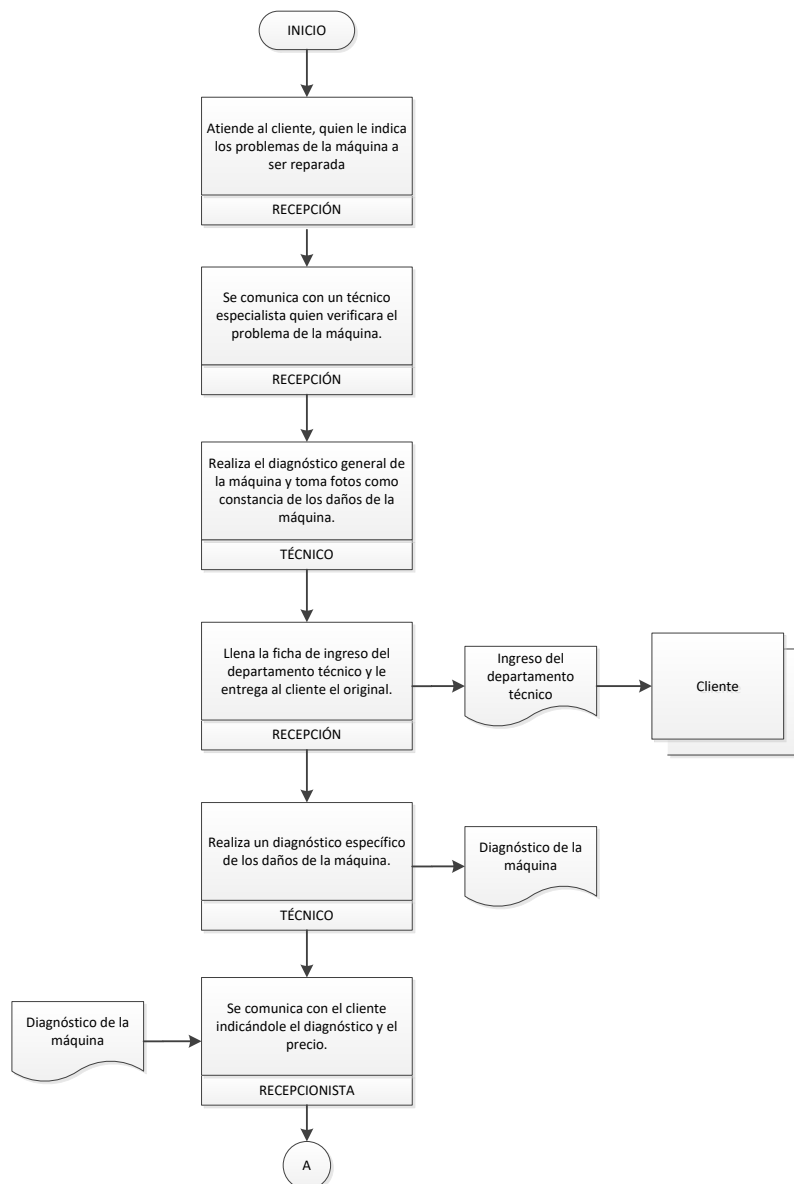 INICIO
Atiende al cliente, quien le indica
los problemas de la máquina a
ser reparada
RECEPCIÓN
Se comunica con un técnico
especialista quien verificara el
problema de la máquina.
RECEPCIÓN
Realiza el diagnóstico general de
la máquina y toma fotos como
constancia de los daños de la
máquina.
TÉCNICO
Llena la ficha de ingreso del
departamento técnico y le
entrega al cliente el original.
RECEPCIÓN
Ingreso del
departamento
técnico
Cliente
Realiza un diagnóstico específico
de los daños de la máquina.
TÉCNICO
Diagnóstico de la
máquina
Diagnóstico de la
máquina
Se comunica con el cliente
indicándole el diagnóstico y el
precio.
RECEPCIONISTA
A